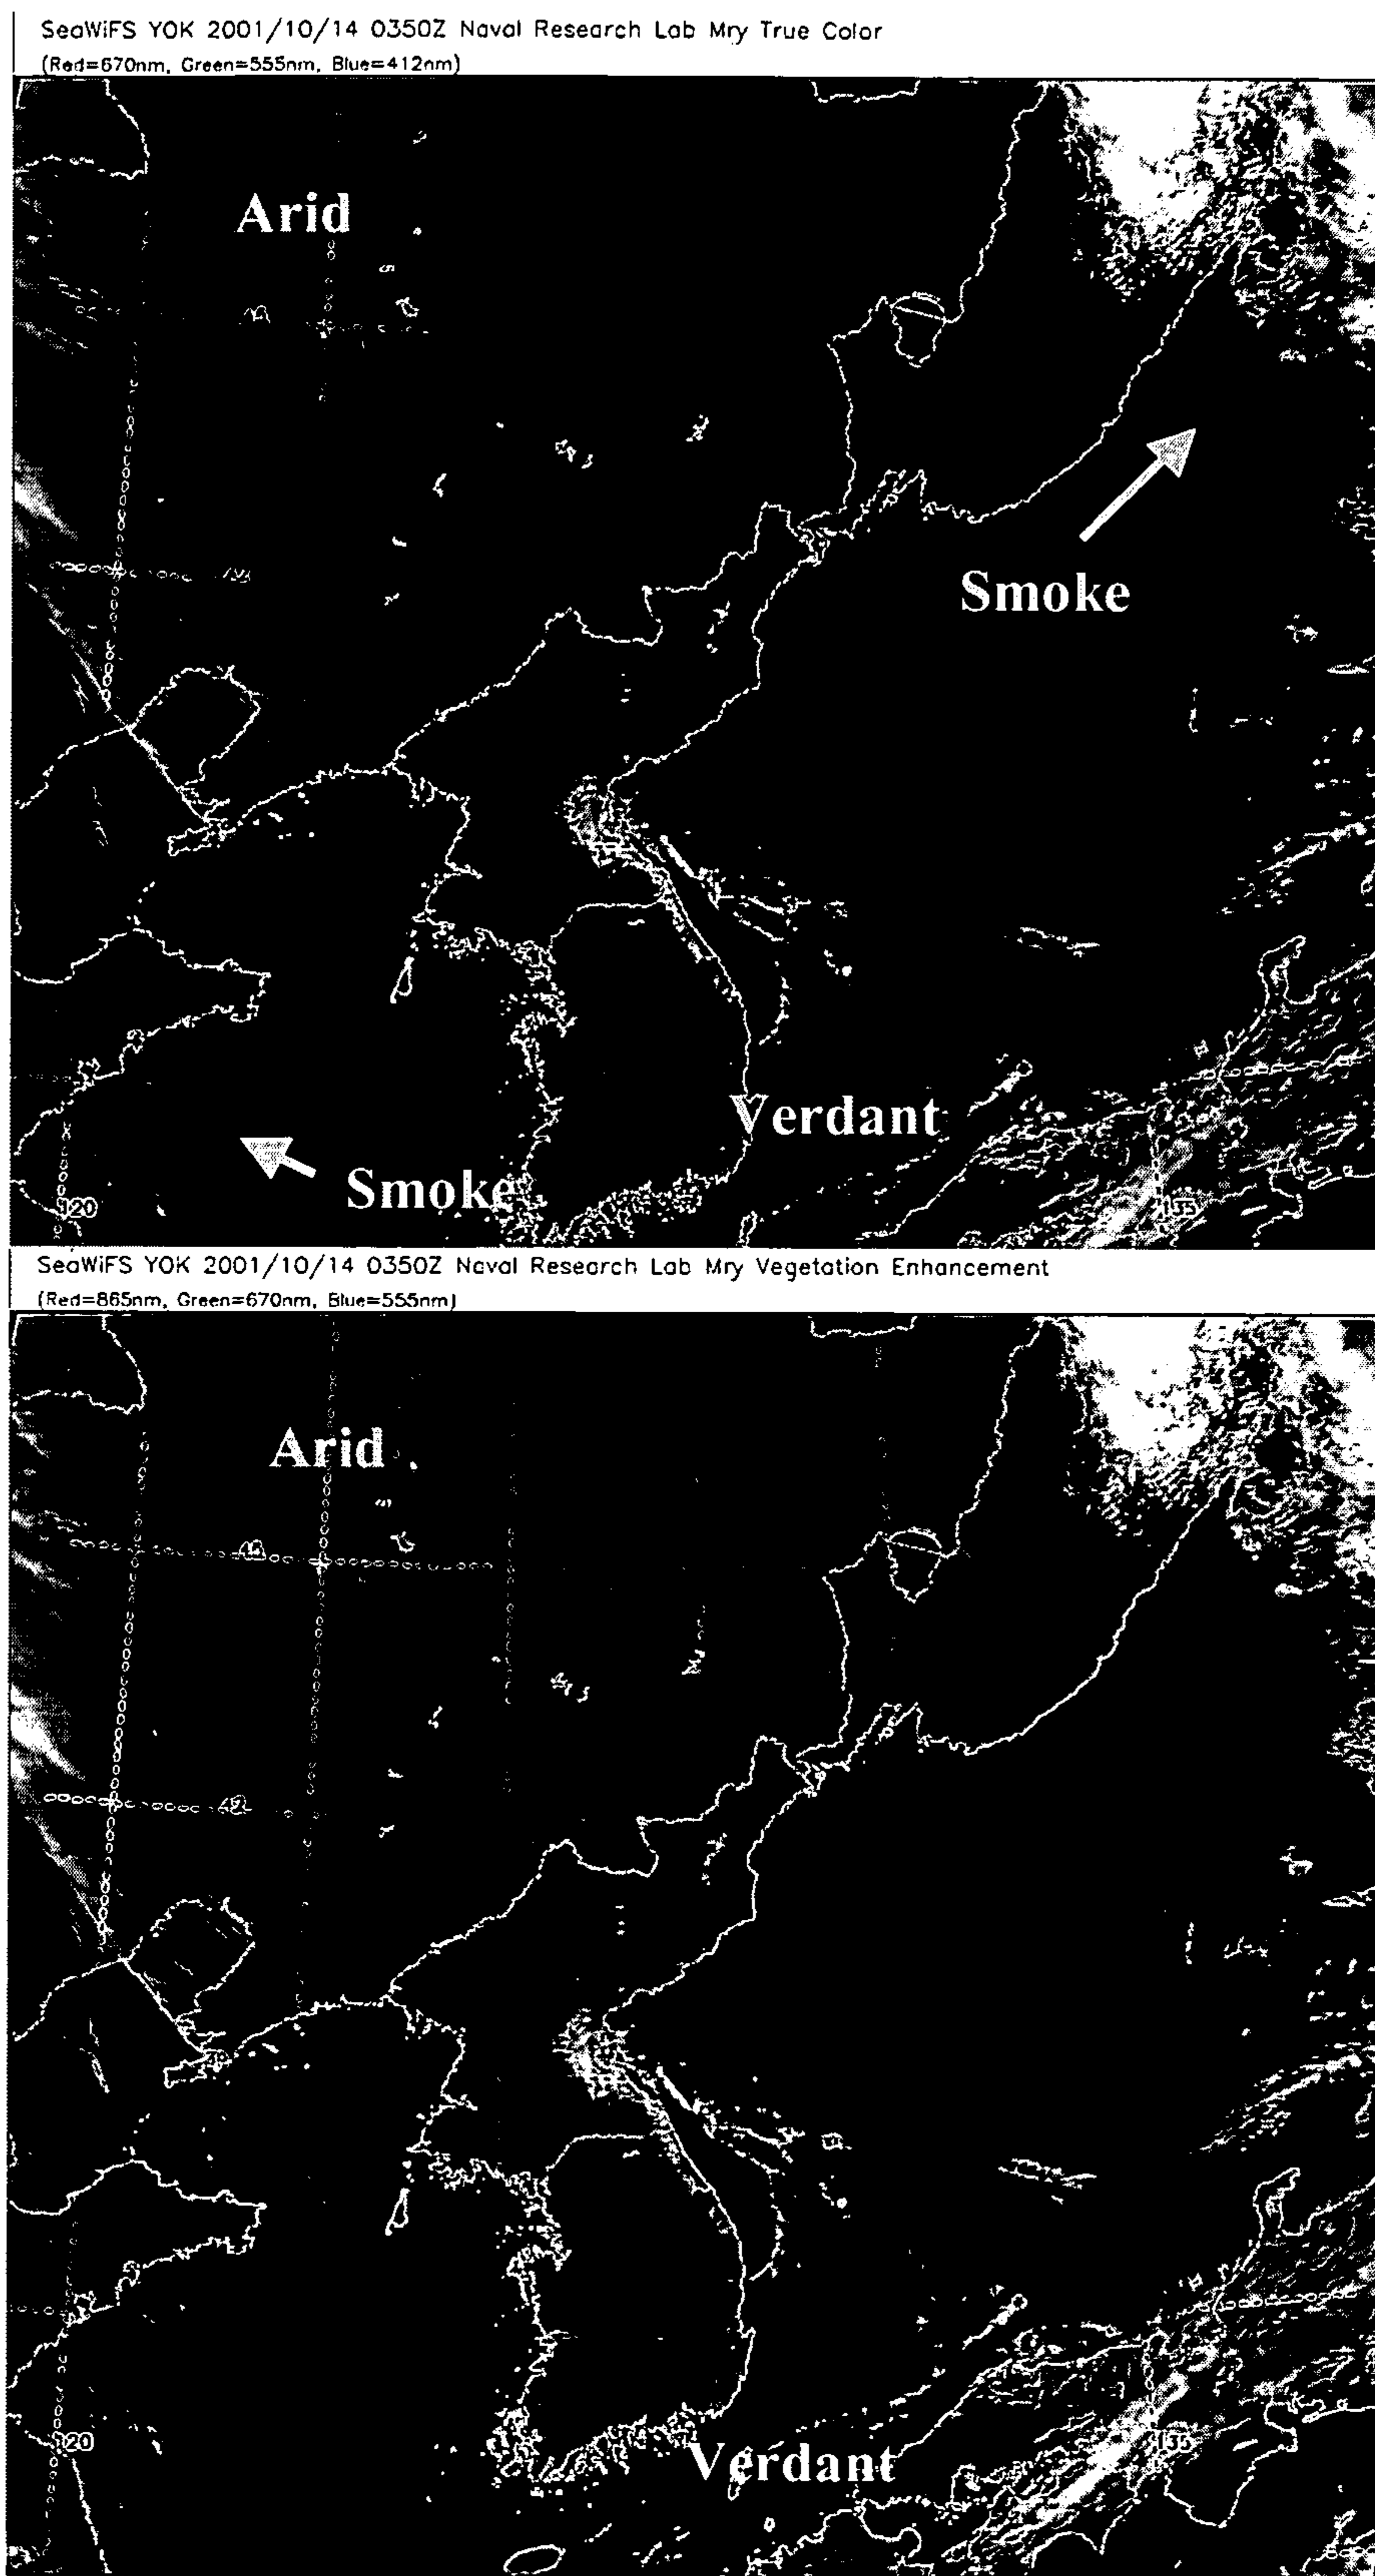 SeaWiFS YOK 2001/10/14 0350Z Naval Research Lab Mry True Color
(Red=670nm, Green=555nm, Blue=412nm)
Arid
Smoke
Verdant
Smoke
120
135
SeaWiFS YOK 2001/10/14 0350Z Naval Research Lab Mry Vegetation Enhancement
(Red=865nm, Green=670nm, Blue=555nm)
Arid
120
135
Verdant